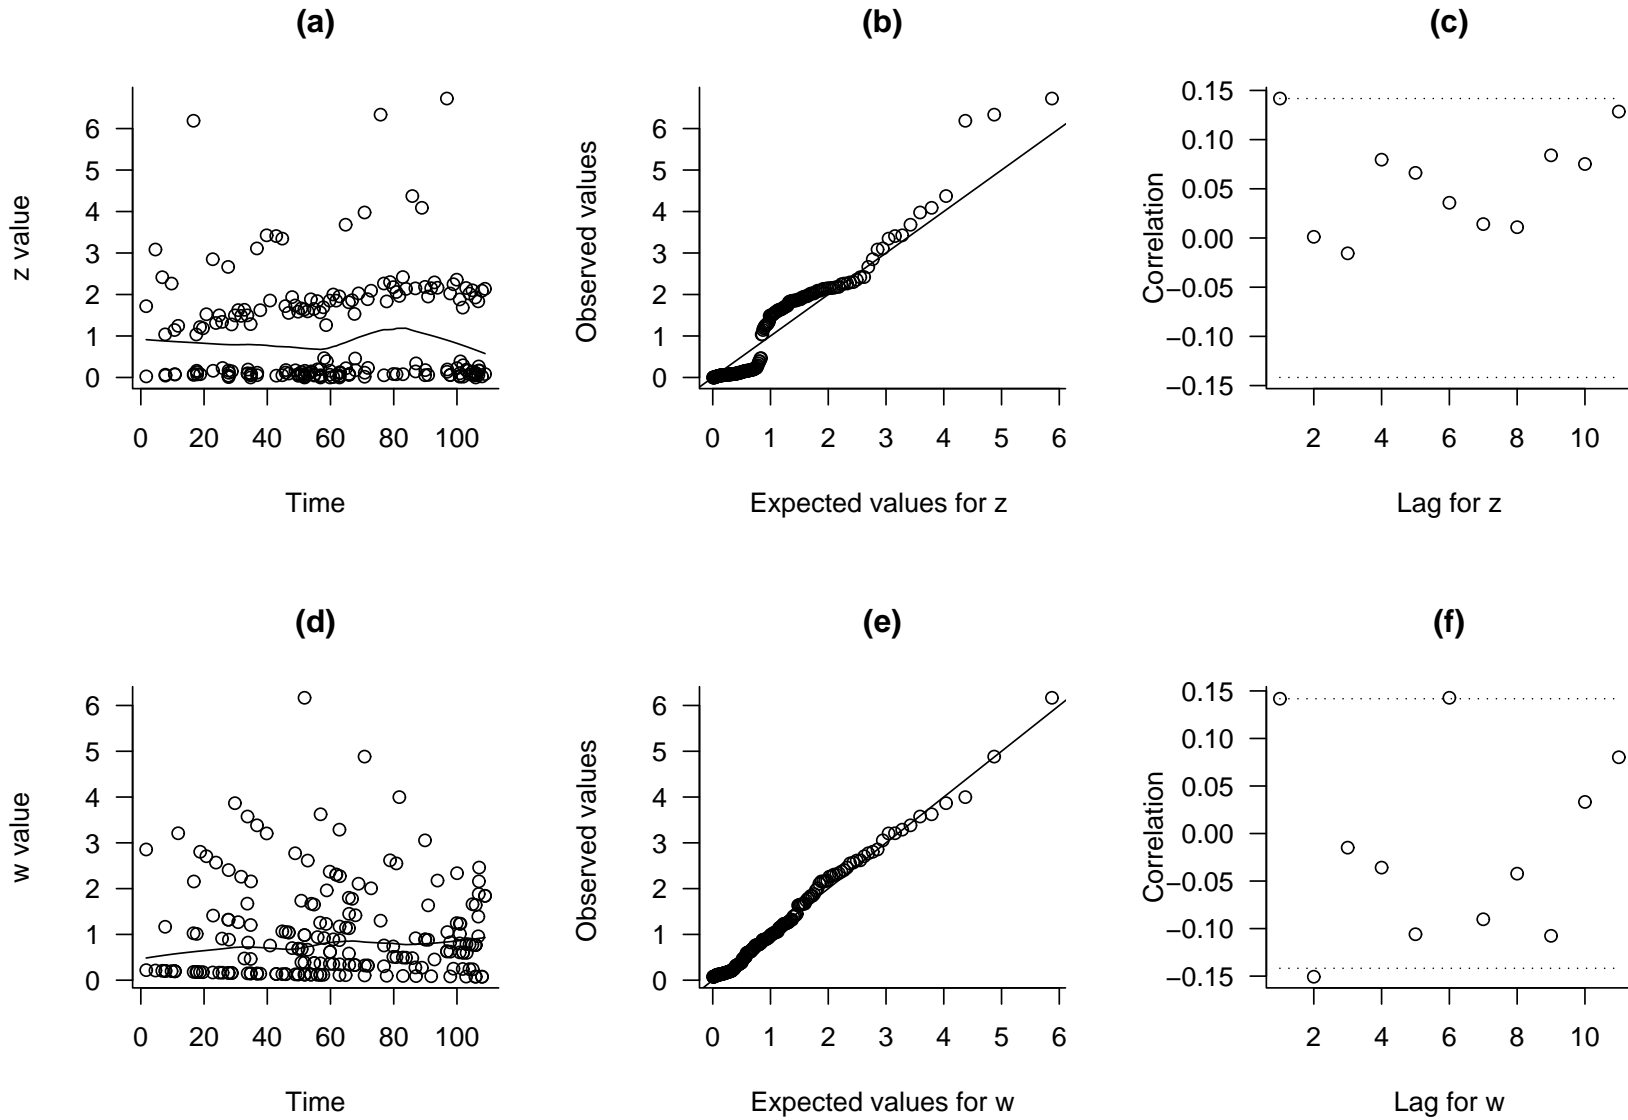 (a)
z value
6
5
4
3
2
1
0
0 20 40 60 80 100
Time
(b)
Observed values
6
5
4
3
2
1
0
0 1 2 3 4 5 6
Expected values for z
(c)
Correlation
0.15
0.10
0.05
0.00
−0.05
−0.10
−0.15
2 4 6 8 10
Lag for z
(d)
w value
6
5
4
3
2
1
0
0 20 40 60 80 100
Time
(e)
Observed values
6
5
4
3
2
1
0
0 1 2 3 4 5 6
Expected values for w
(f)
Correlation
0.15
0.10
0.05
0.00
−0.05
−0.10
−0.15
2 4 6 8 10
Lag for w